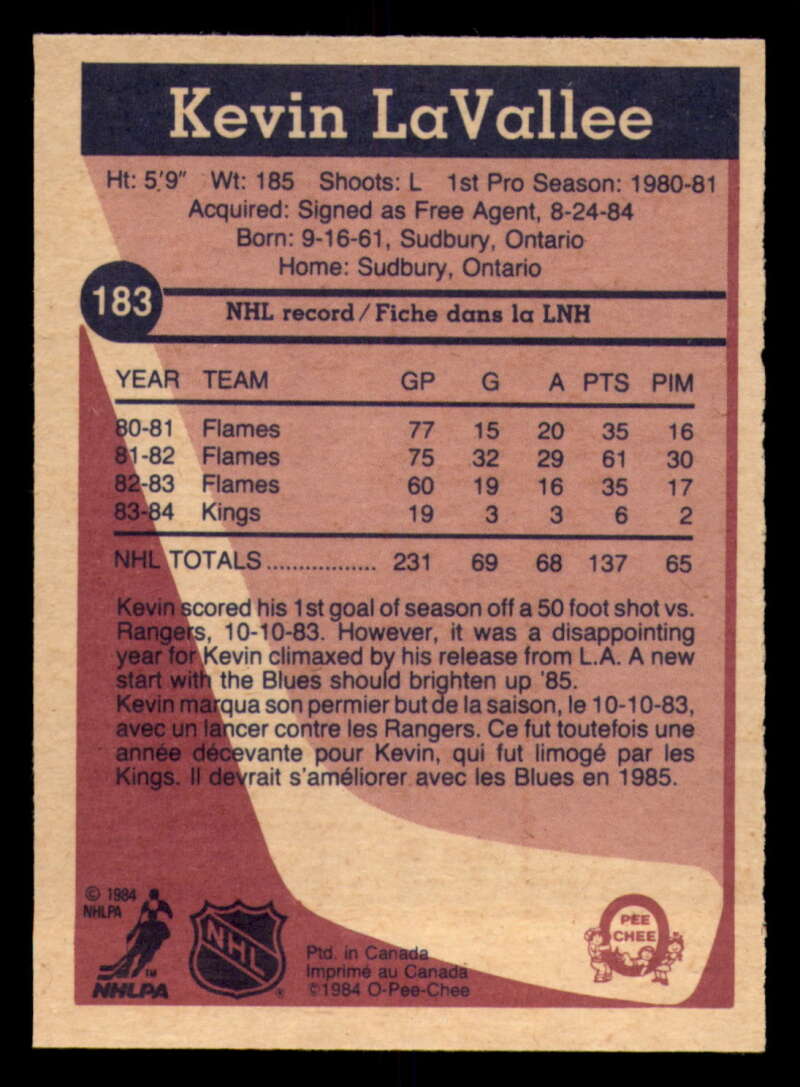 Kevin LaVallee
Ht: 5'9" Wt: 185 Shoots: L 1st Pro Season: 1980-81
Acquired: Signed as Free Agent, 8-24-84
Born: 9-16-61, Sudbury, Ontario
Home: Sudbury, Ontario
183
NHL record/Fiche dans la LNH
YEAR TEAM GP G A PTS PIM
80-81 Flames 77 15 20 35 16
81-82 Flames 75 32 29 61 30
82-83 Flames 60 19 16 35 17
83-84 Kings 19 3 3 6 2
NHL TOTALS ................. 231 69 68 137 65
Kevin scored his 1st goal of season off a 50 foot shot vs.
Rangers, 10-10-83. However, it was a disappointing
year for Kevin climaxed by his release from L.A. A new
start with the Blues should brighten up '85.
Kevin marqua son permier but de la saison, le 10-10-83,
avec un lancer contre les Rangers. Ce fut toutefois une
année décevante pour Kevin, qui fut limogé par les
Kings. Il devrait s'améliorer avec les Blues en 1985.
© 1984
NHLPA
TM
NHLPA
NHL
®
Ptd. in Canada
Imprimé au Canada
©1984 O-Pee-Chee
O
PEE
CHEE